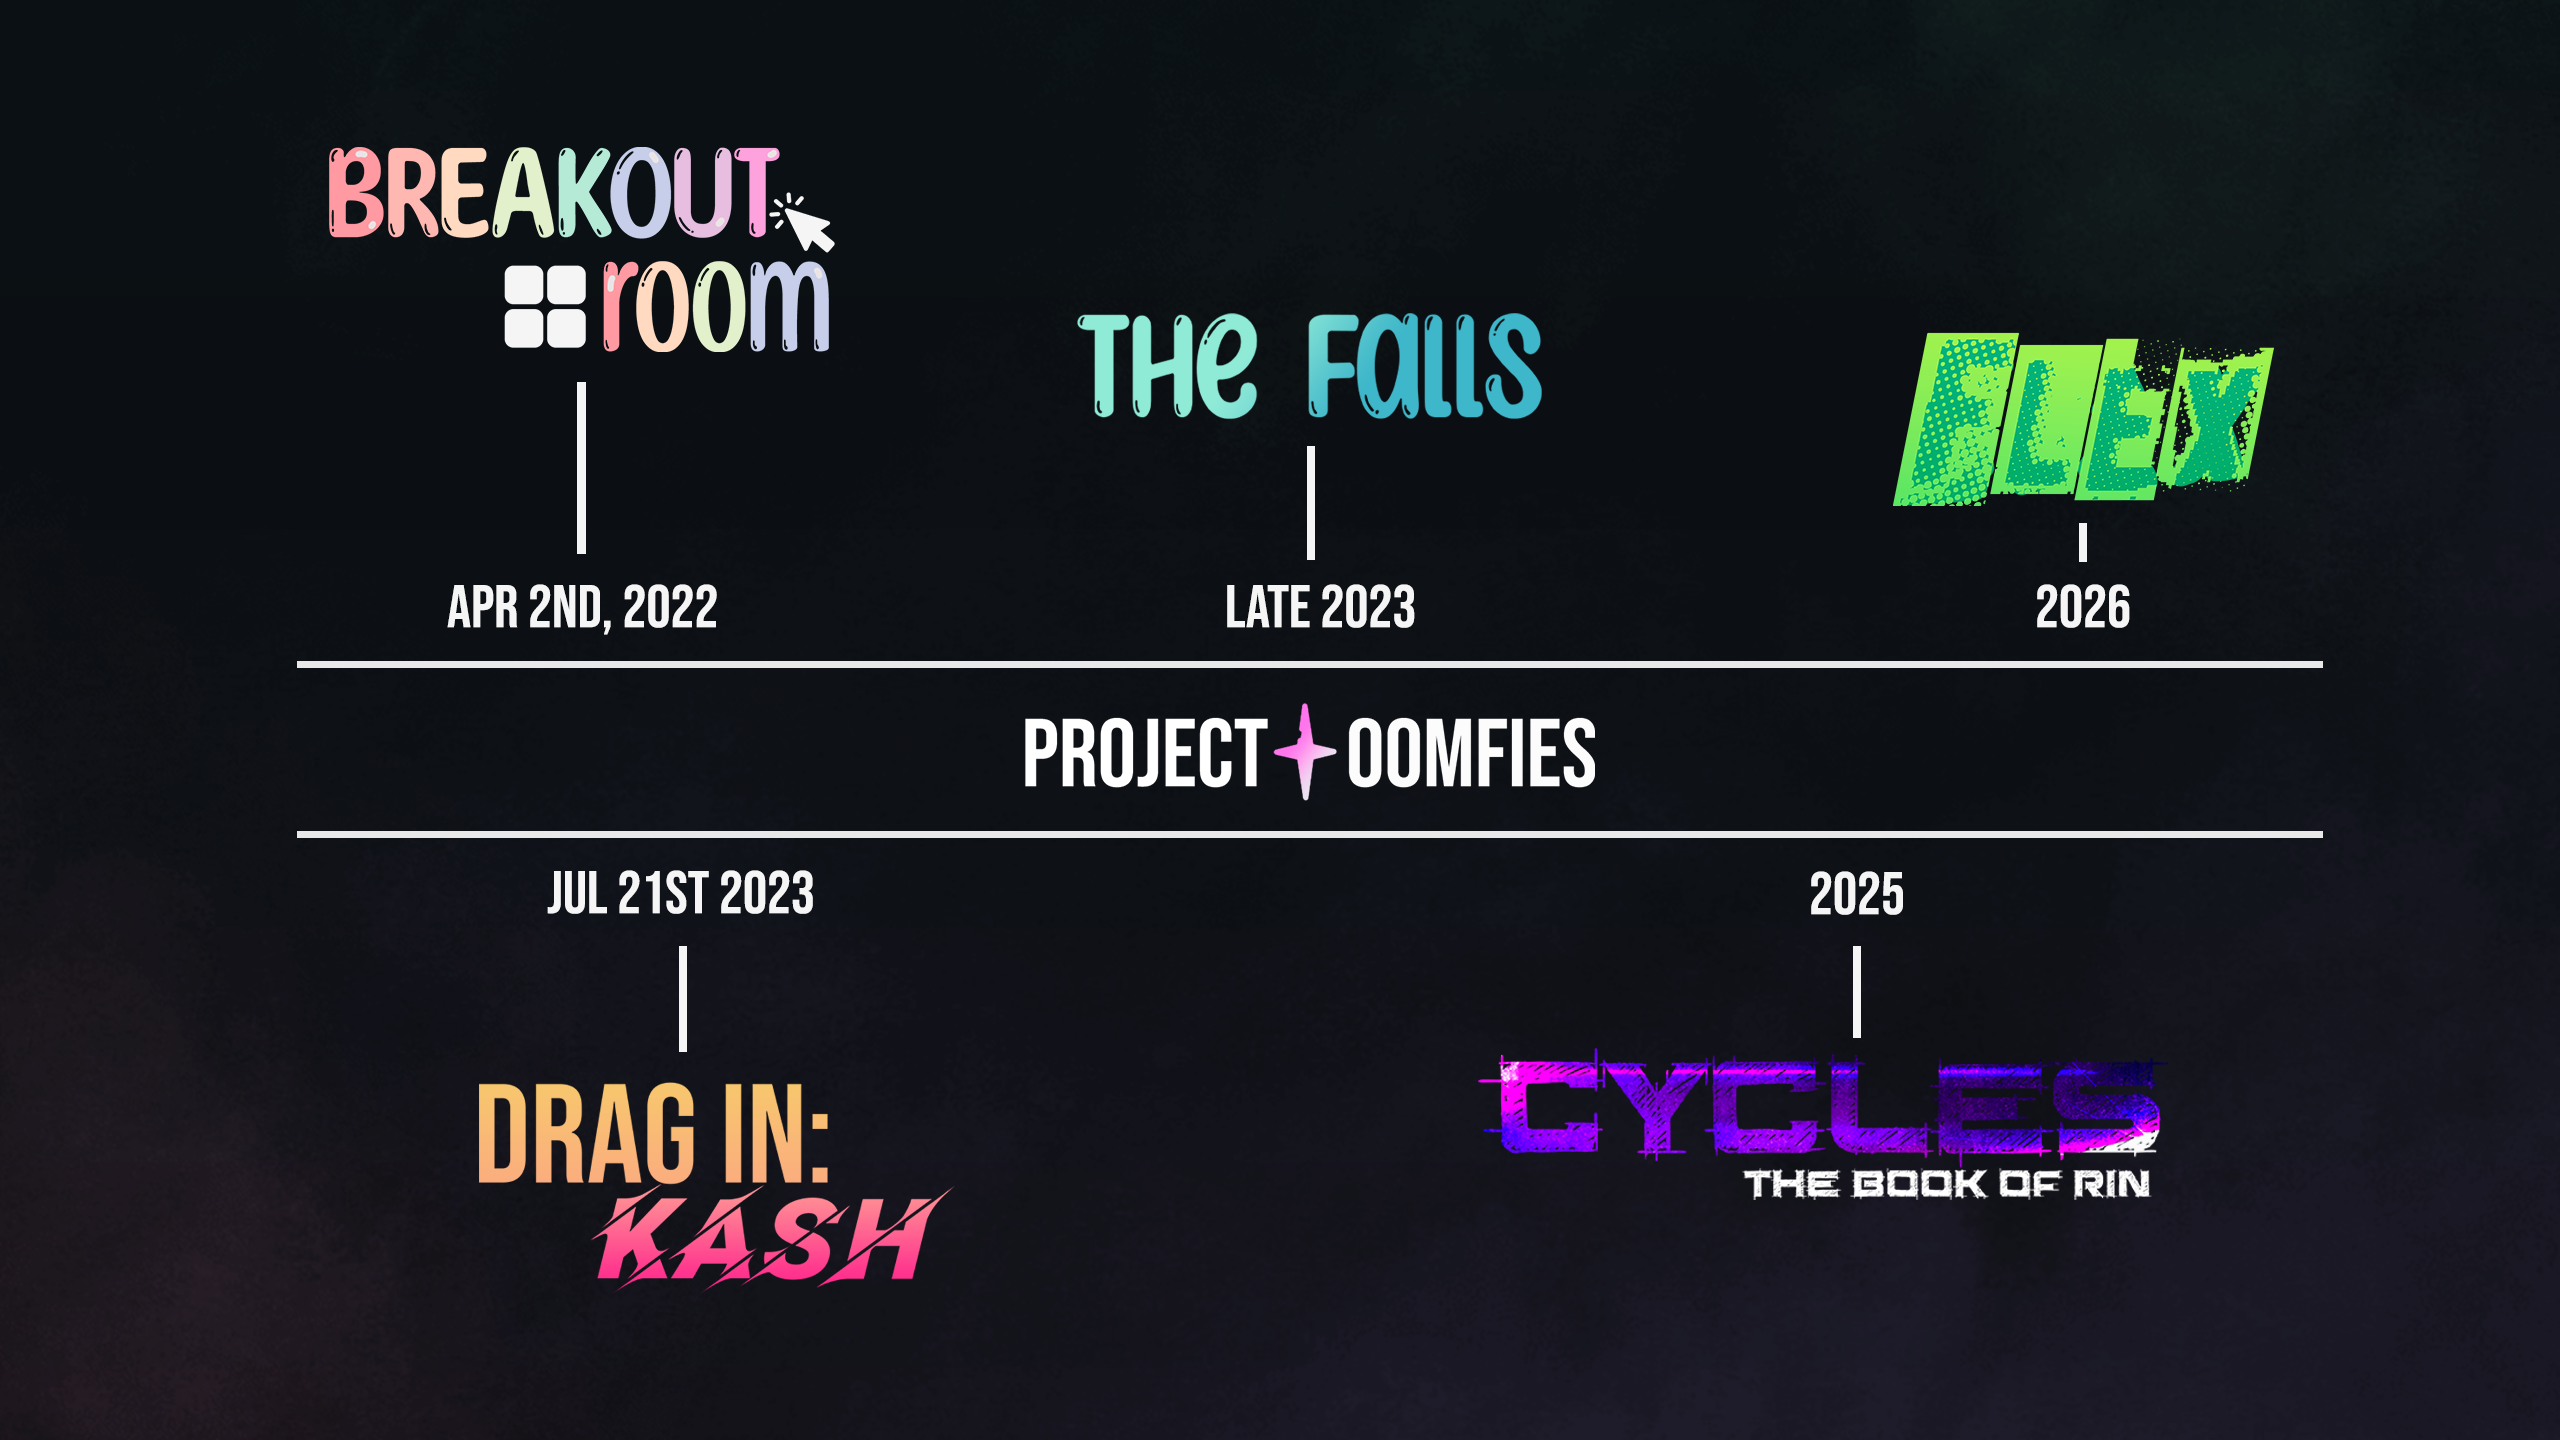 BREAKOUT
room
THe Falls
FLEX
APR 2ND, 2022
LATE 2023
2026
PROJECT OOMFIES
JUL 21ST 2023
2025
DRAG IN:
KASH
CYCLES
THE BOOK OF RIN